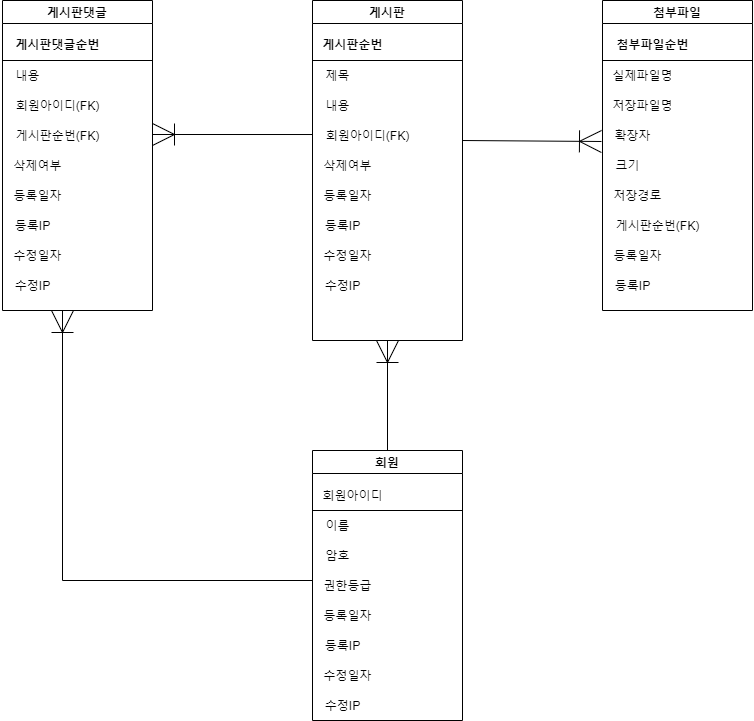 게시판댓글
게시판댓글순번
내용
회원아이디(FK)
게시판순번(FK)
삭제여부
등록일자
등록IP
수정일자
수정IP
게시판
게시판순번
제목
내용
회원아이디(FK)
삭제여부
등록일자
등록IP
수정일자
수정IP
첨부파일
첨부파일순번
실제파일명
저장파일명
확장자
크기
저장경로
게시판순번(FK)
등록일자
등록IP
회원
회원아이디
이름
암호
권한등급
등록일자
등록IP
수정일자
수정IP